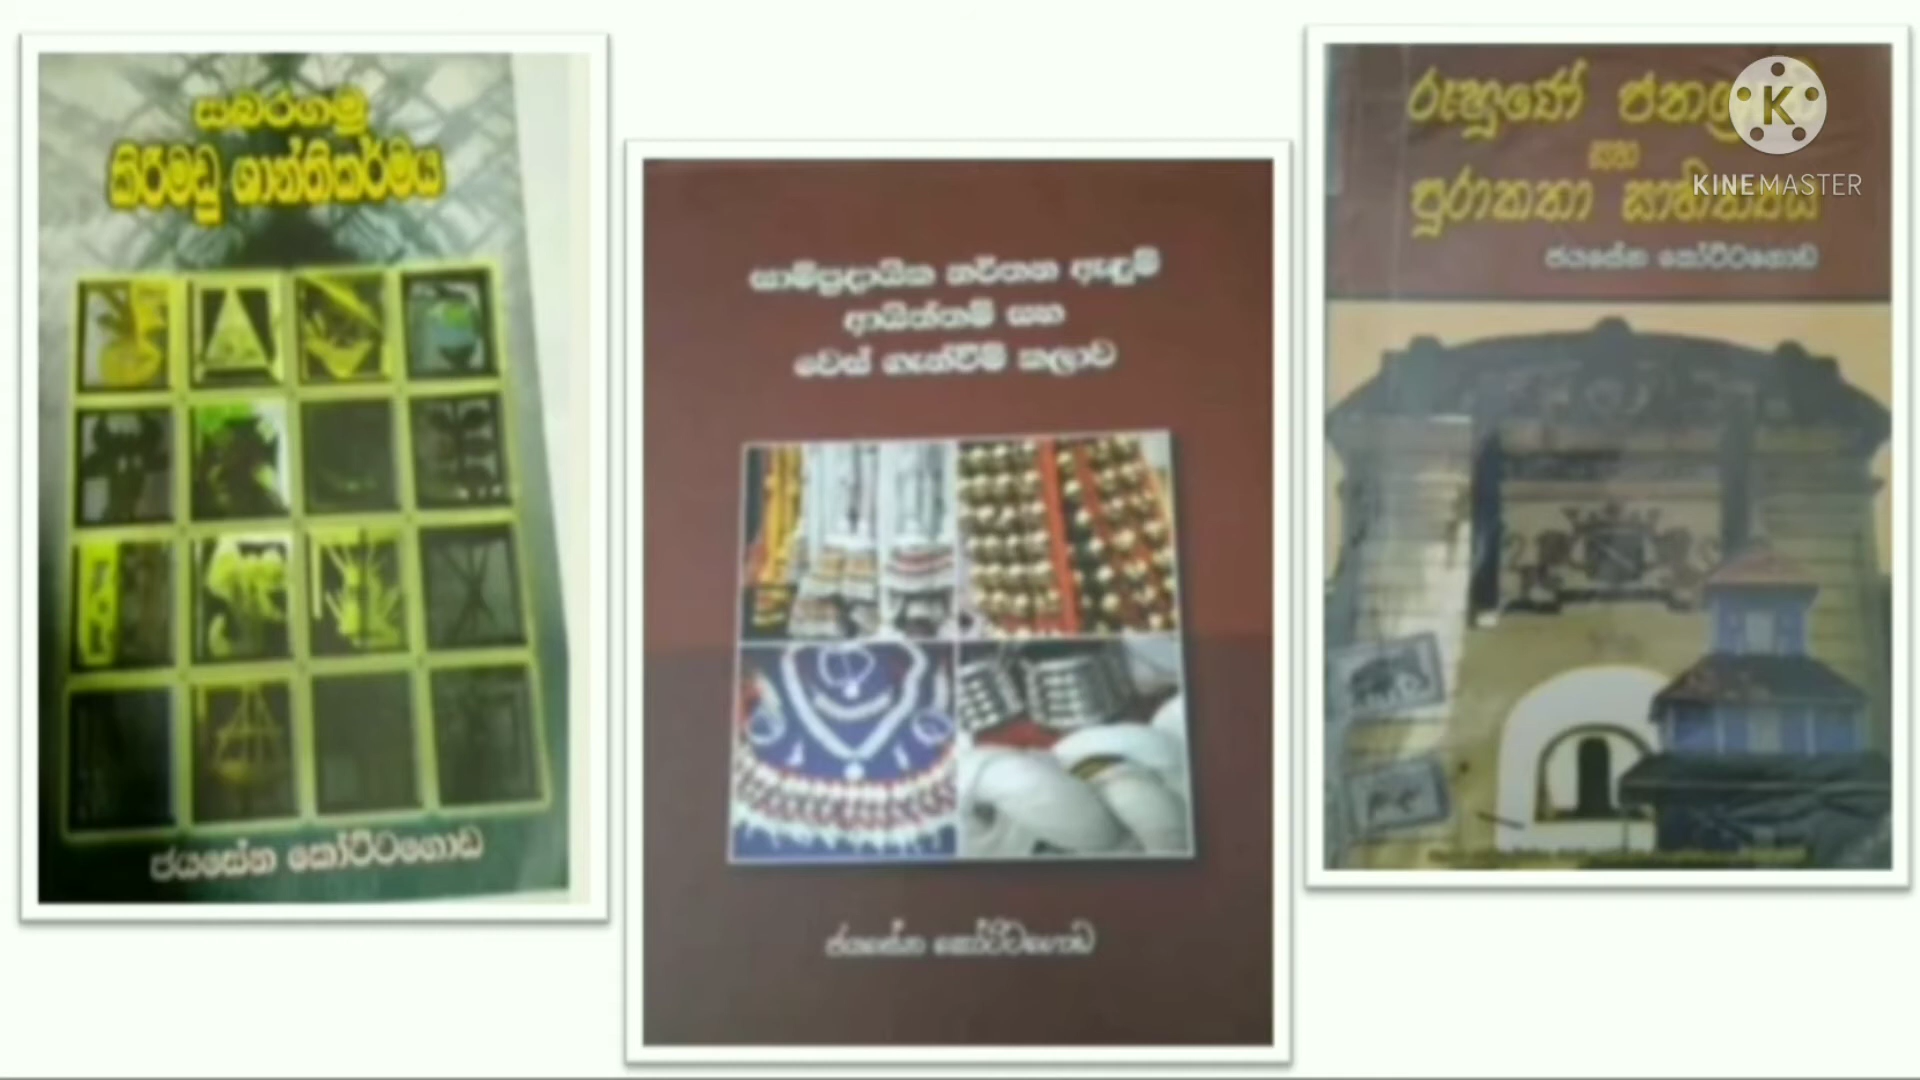 සබරගමු
කිරිමඩු ශාන්තිකර්මය
ජයසේන කෝට්ටගොඩ
සාම්ප්‍රදායික නර්තන ඇඳුම්
ආයිත්තම් සහ
වෙස් ගැන්වීම් කලාව
ජයසේන කෝට්ටගොඩ
රුහුණේ
සහ
පුරාකතා සාහිත්‍යය
ජයසේන කෝට්ටගොඩ
KINEMASTER